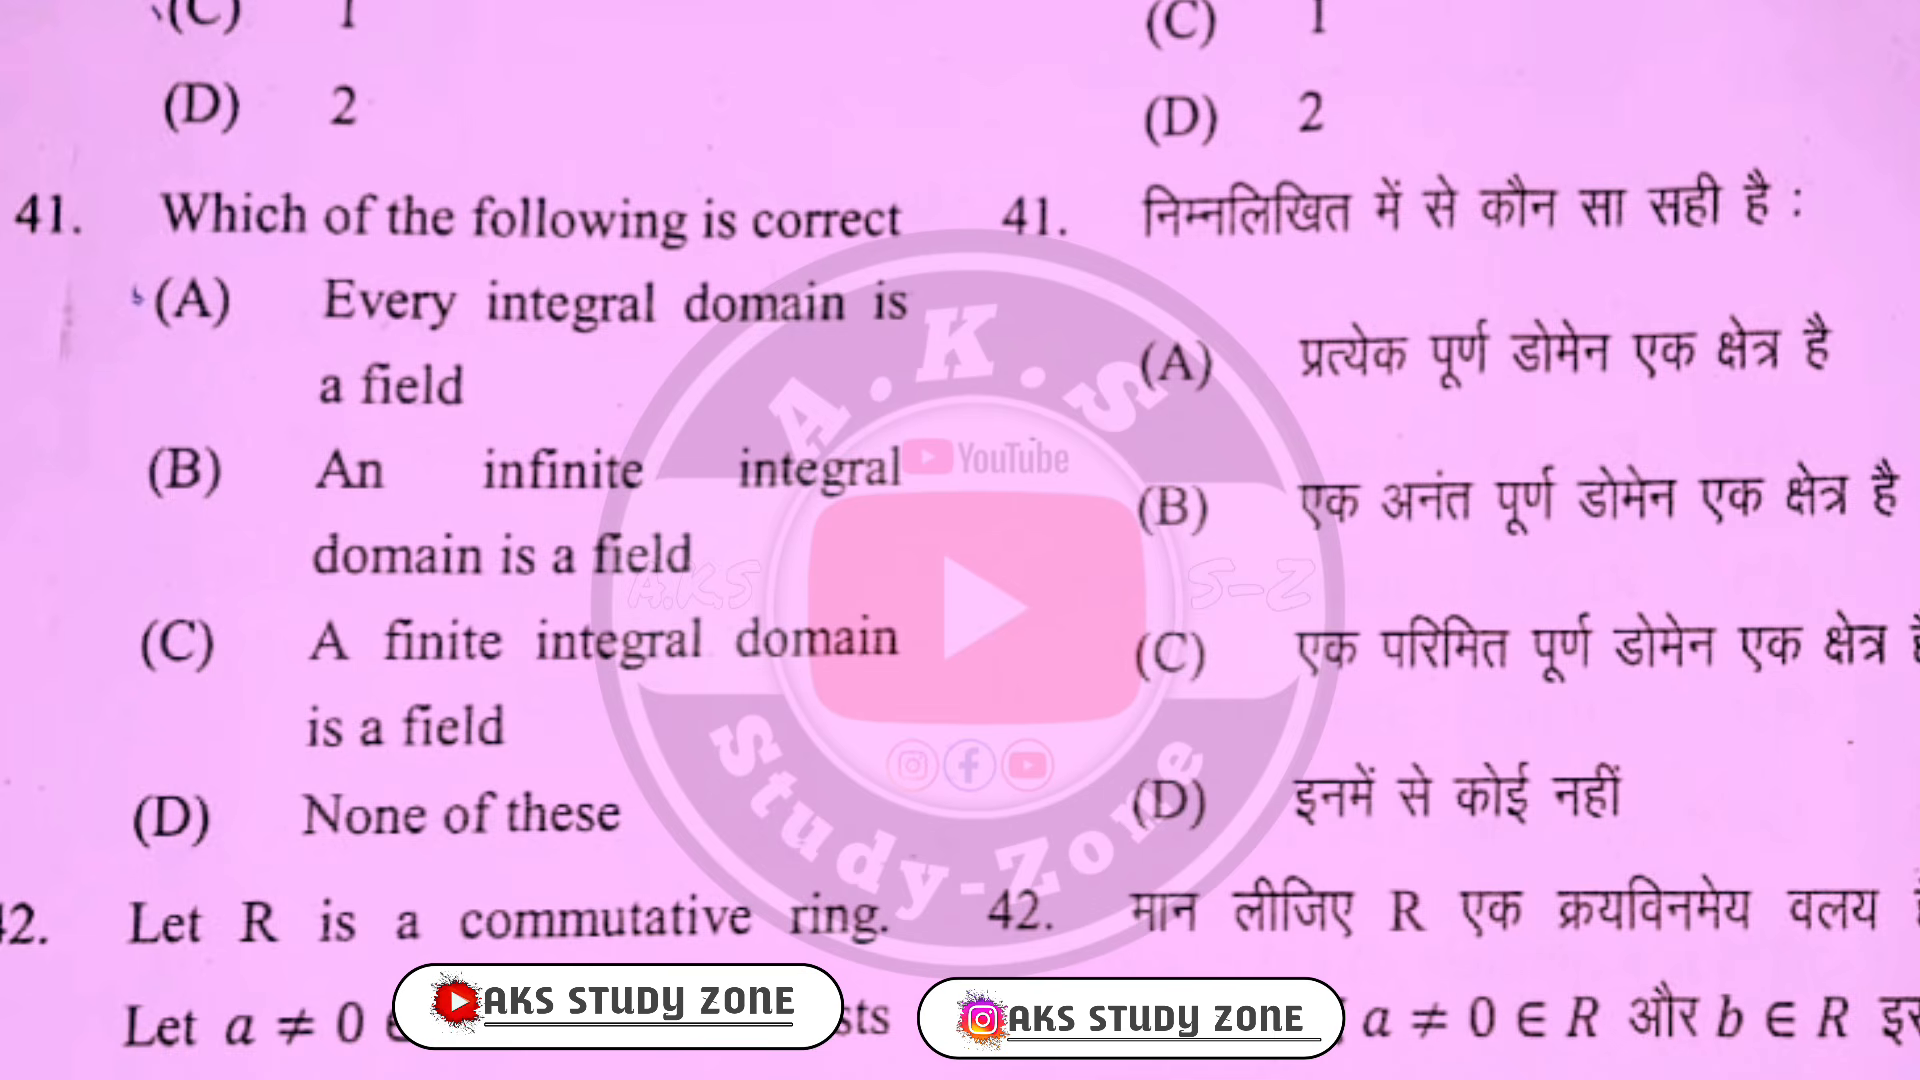 (C) 1
(D) 2
41. Which of the following is correct
(A) Every integral domain is
a field
(B) An infinite integral
domain is a field
(C) A finite integral domain
is a field
(D) None of these
42. Let R is a commutative ring.
Let a ≠ 0 ∈
(C) 1
(D) 2
41. निम्नलिखित में से कौन सा सही है :
(A) प्रत्येक पूर्ण डोमेन एक क्षेत्र है
(B) एक अनंत पूर्ण डोमेन एक क्षेत्र है
(C) एक परिमित पूर्ण डोमेन एक क्षेत्र
(D) इनमें से कोई नहीं
42. मान लीजिए R एक क्रयविनमेय वलय
a ≠ 0 ∈ R और b ∈ R
A.K.S
YouTube
A.K.S S-Z
Study-Zone
AKS STUDY ZONE
AKS STUDY ZONE